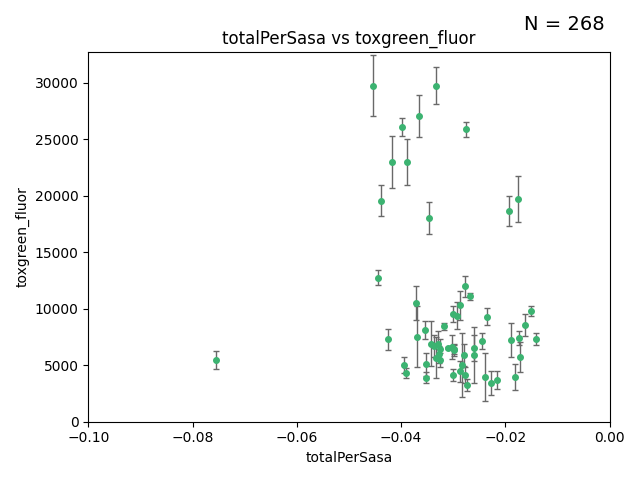 N = 268
totalPerSasa vs toxgreen_fluor
30000
25000
20000
15000
10000
5000
0
toxgreen_fluor
−0.10 −0.08 −0.06 −0.04 −0.02 0.00
totalPerSasa